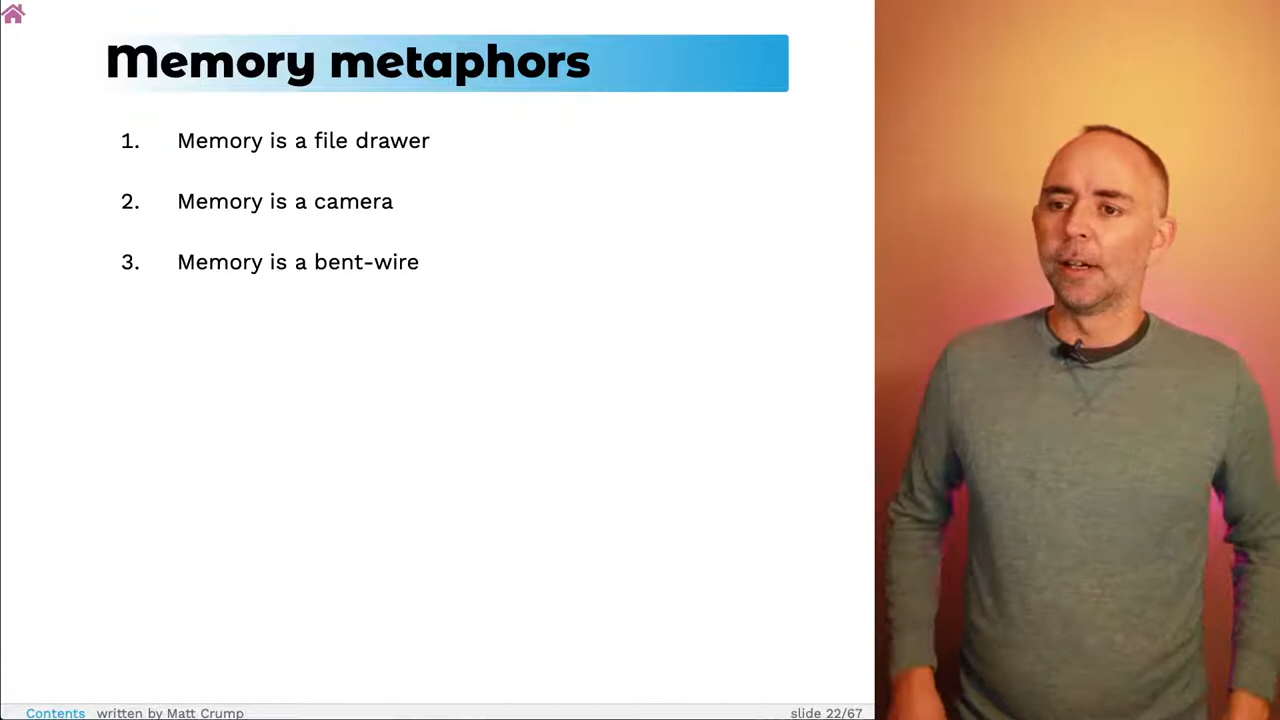 Memory metaphors
1. Memory is a file drawer
2. Memory is a camera
3. Memory is a bent-wire
Contents written by Matt Crump slide 22/67